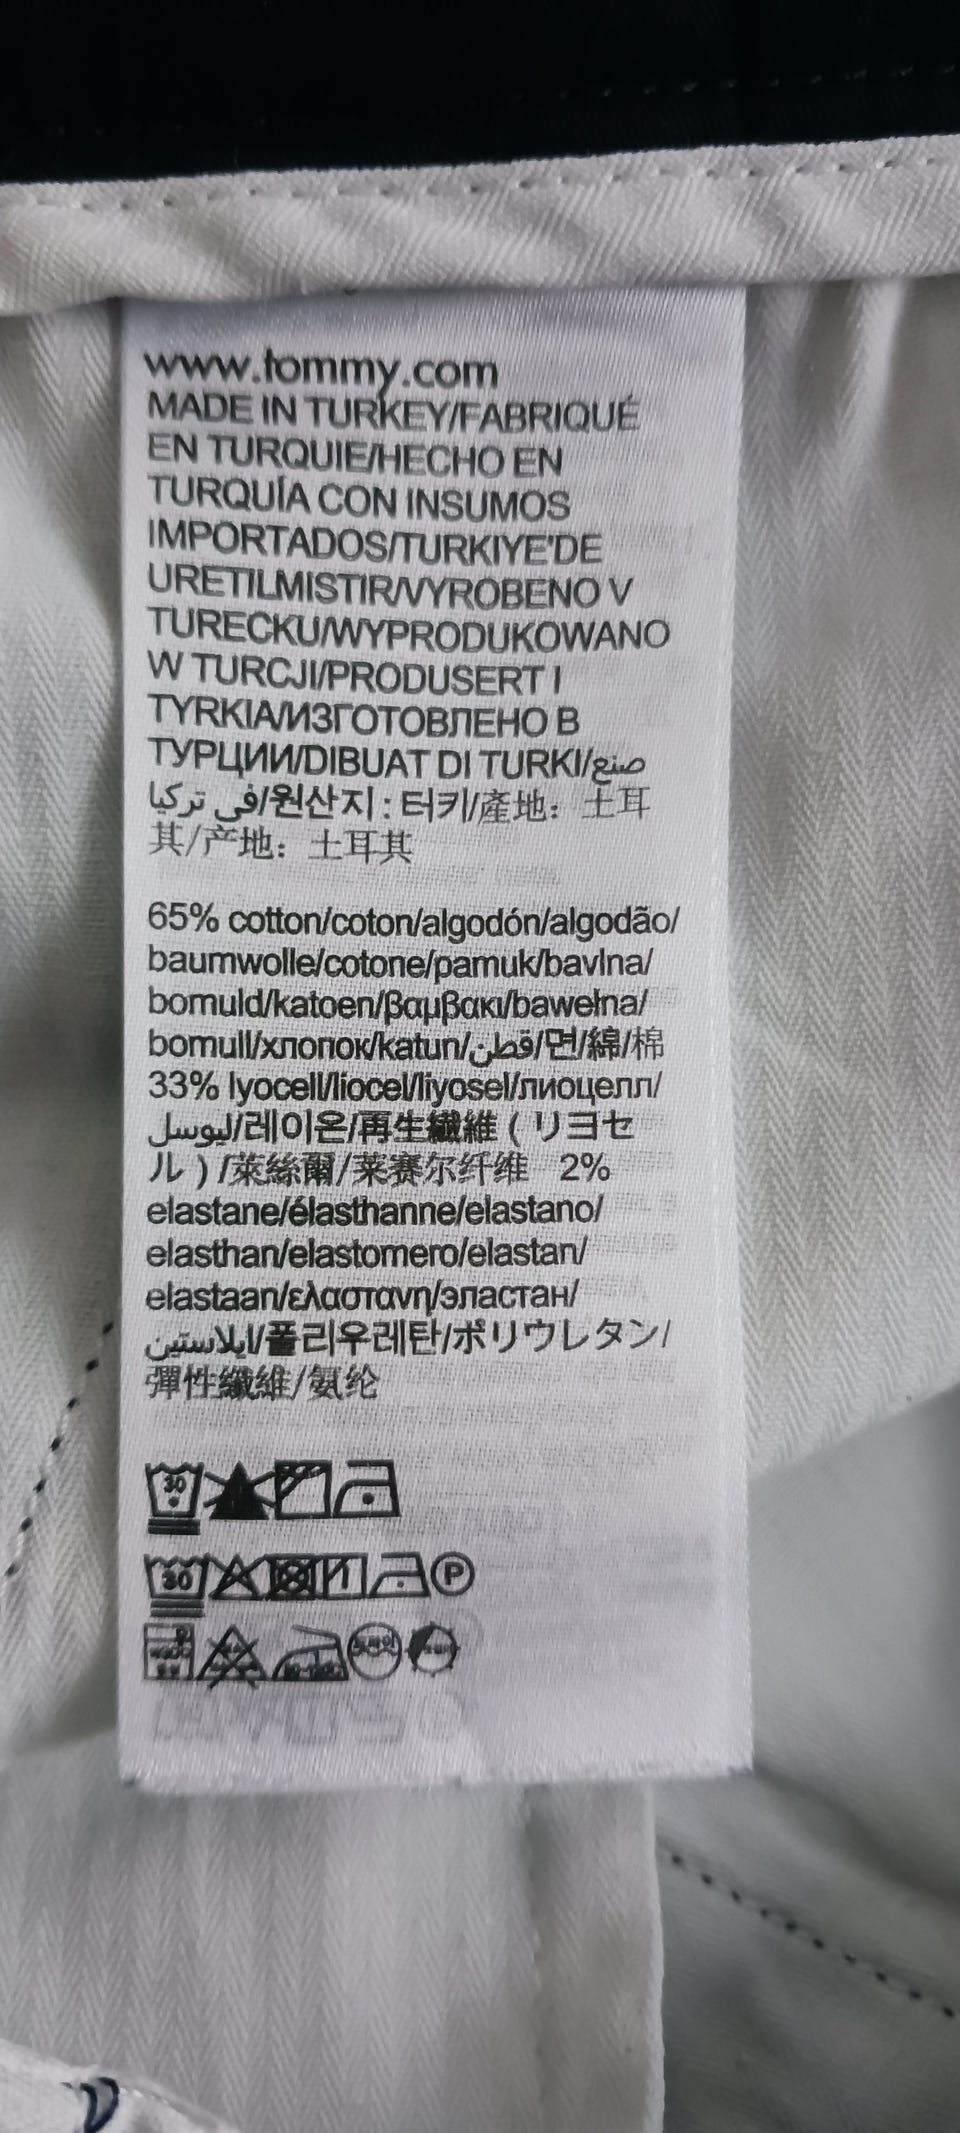 www.tommy.com
MADE IN TURKEY/FABRIQUÉ
EN TURQUIE/HECHO EN
TURQUÍA CON INSUMOS
IMPORTADOS/TURKIYE'DE
URETILMISTIR/VYROBENO V
TURECKU/WYPRODUKOWANO
W TURCJI/PRODUSERT I
TYRKIA/ИЗГОТОВЛЕНО В
ТУРЦИИ/DIBUAT DI TURKI/صنع
في تركيا/원산지 : 터키/產地：土耳
其/产地：土耳其
65% cotton/coton/algodón/algodão/
baumwolle/cotone/pamuk/bavlna/
bomuld/katoen/βαμβακι/bawełna/
bomull/хлопок/katun/قطن/면/綿/棉
33% lyocell/liocel/liyosel/лиоцелл/
ليوسل/레이온/再生繊維 ( リヨセ
ル ) /萊絲爾/莱赛尔纤维 2%
elastane/élasthanne/elastano/
elasthan/elastomero/elastan/
elastaan/ελαστανη/эластан/
ايلاستين/폴리우레탄/ポリウレタン/
彈性纖維/氨纶
30
30 P